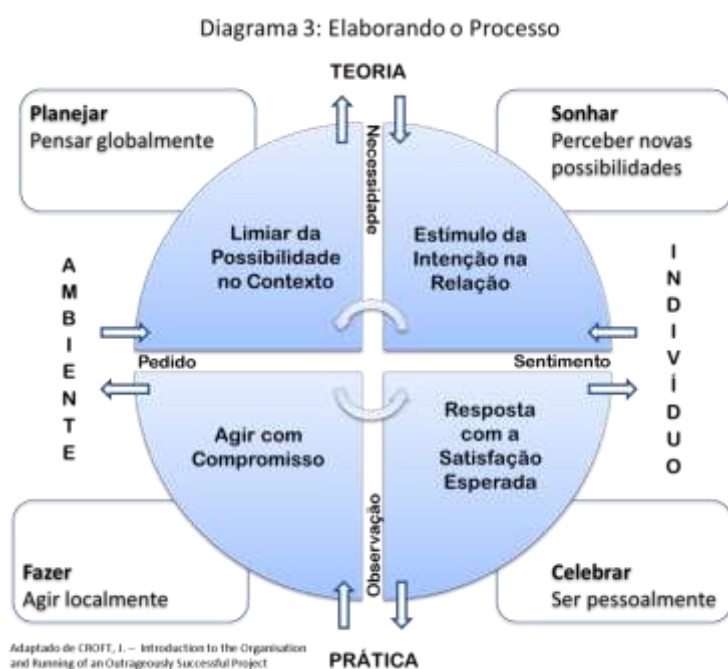 Diagrama 3: Elaborando o Processo
TEORIA
Planejar
Pensar globalmente
Sonhar
Perceber novas
possibilidades
Necessidade
Limiar da
Possibilidade
no Contexto
Estímulo da
Intenção na
Relação
AMBIENTE
INDIVÍDUO
Pedido
Sentimento
Agir com
Compromisso
Resposta
com a
Satisfação
Esperada
Observação
Fazer
Agir localmente
Celebrar
Ser pessoalmente
Adaptado de CROFT, J. – Introduction to the Organisation
and Running of an Outrageously Successful Project
PRÁTICA